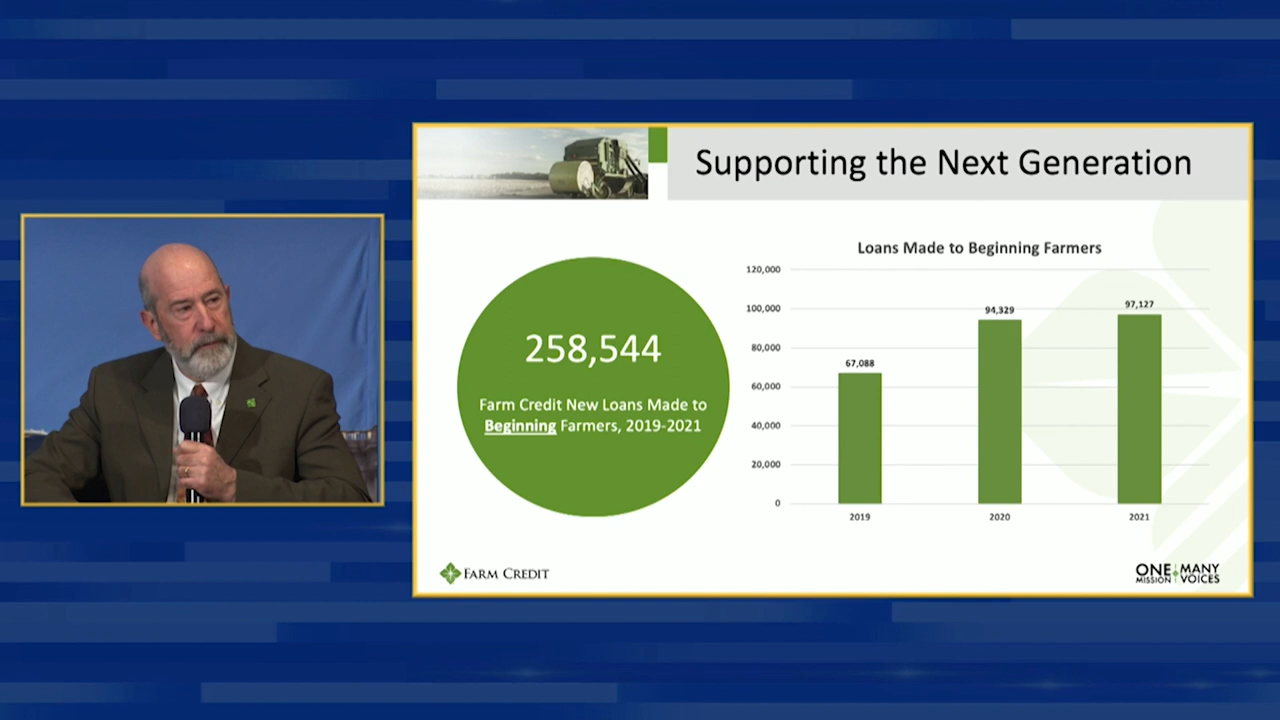 Supporting the Next Generation
258,544
Farm Credit New Loans Made to
Beginning Farmers, 2019-2021
Loans Made to Beginning Farmers
120,000
100,000
80,000
60,000
40,000
20,000
0
67,088
94,329
97,127
2019
2020
2021
FARM CREDIT
ONE MANY
MISSION VOICES